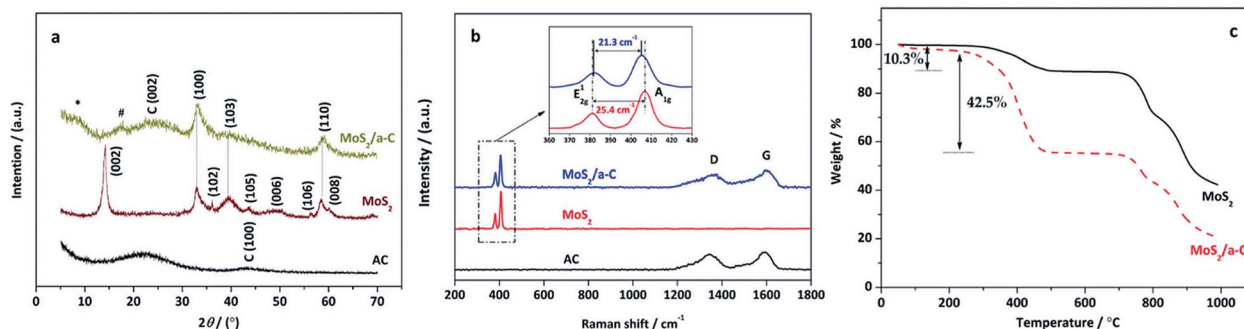 a
Intention / (a.u.)
*
#
C (002)
(100)
(103)
(110)
MoS2/a-C
(002)
(102)
(105)
(006)
(106)
(008)
MoS2
C (100)
AC
0 10 20 30 40 50 60 70
2θ / (°)
b
Intensity / (a.u.)
21.3 cm-1
E12g
A1g
25.4 cm-1
360 370 380 390 400 410 420 430
D
G
MoS2/a-C
MoS2
AC
200 400 600 800 1000 1200 1400 1600 1800
Raman shift / cm-1
c
Weight / %
100
80
60
40
20
0
10.3%
42.5%
MoS2
MoS2/a-C
0 200 400 600 800 1000
Temperature / °C